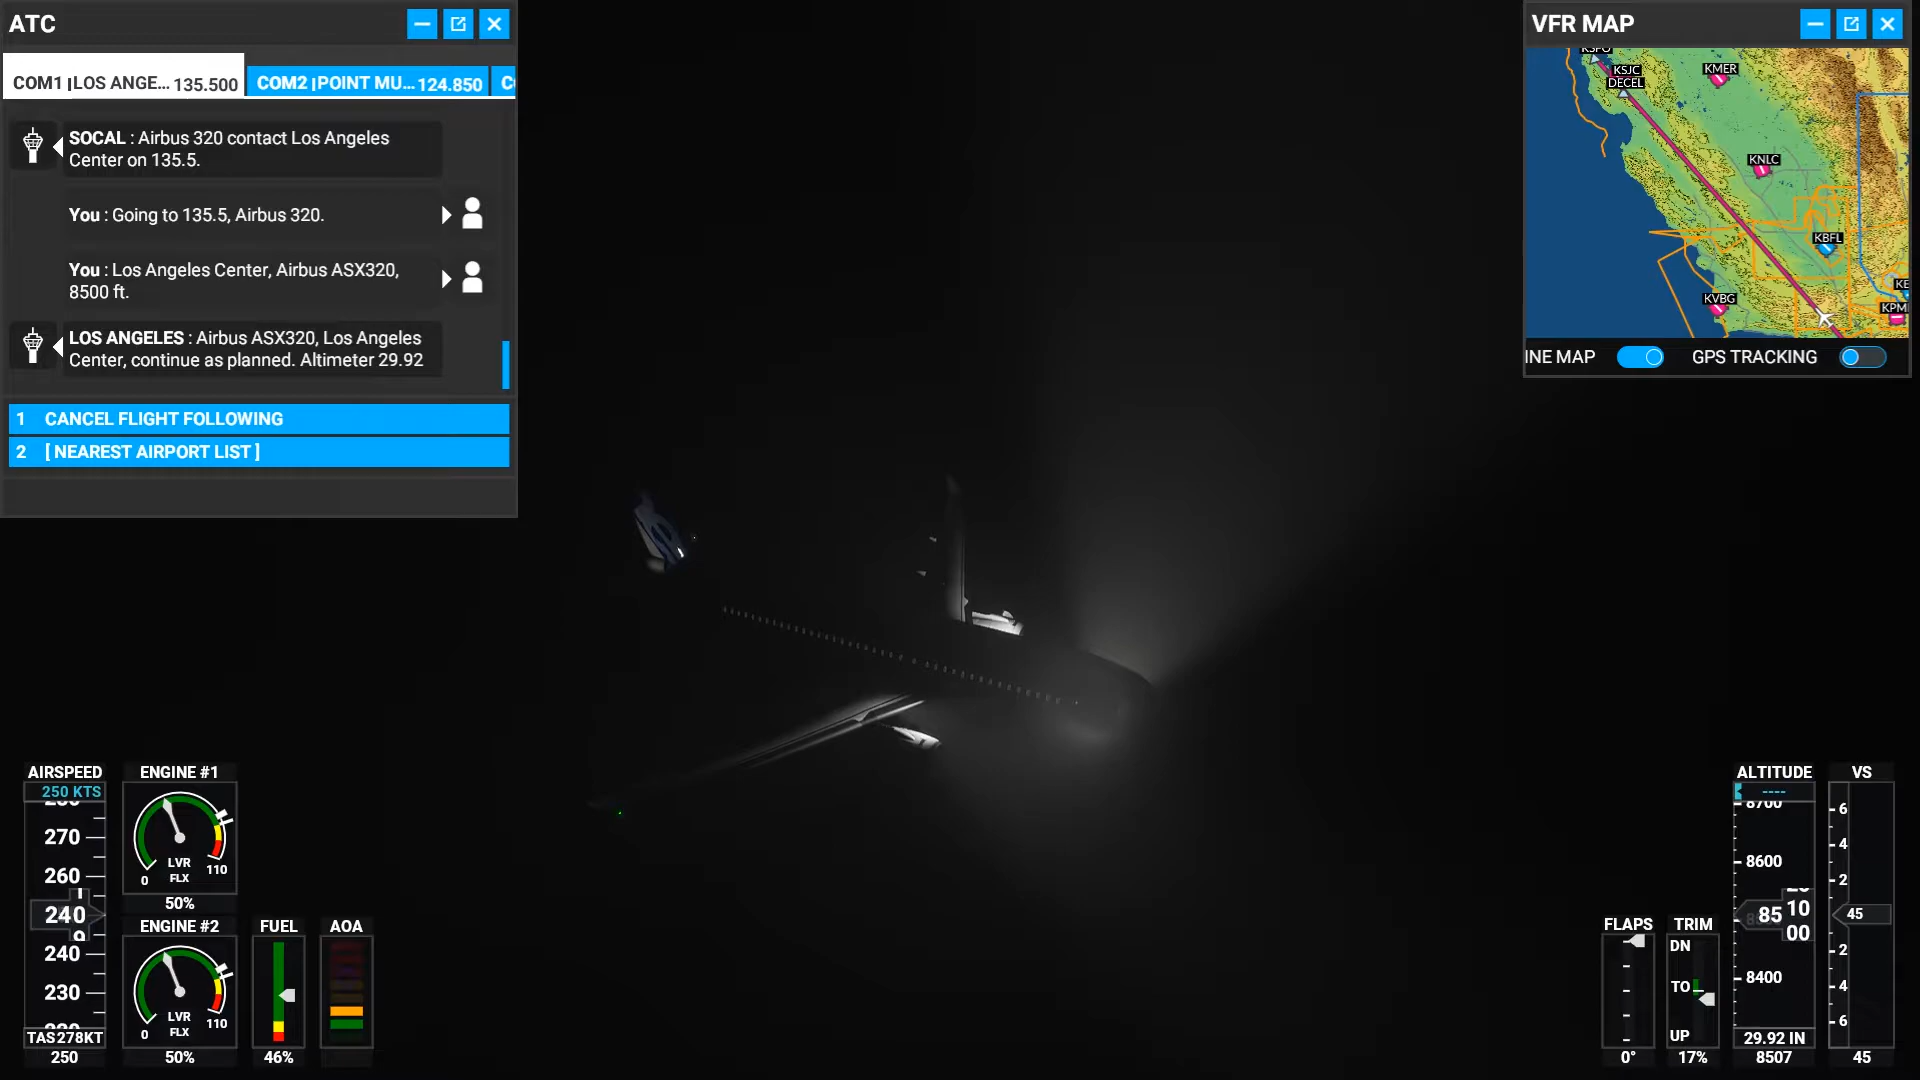 ATC
COM1 |LOS ANGE... 135.500
COM2 |POINT MU... 124.850
SOCAL : Airbus 320 contact Los Angeles
Center on 135.5.
You : Going to 135.5, Airbus 320.
You : Los Angeles Center, Airbus ASX320,
8500 ft.
LOS ANGELES : Airbus ASX320, Los Angeles
Center, continue as planned. Altimeter 29.92
1 CANCEL FLIGHT FOLLOWING
2 [ NEAREST AIRPORT LIST ]
VFR MAP
KSFO
KSJC
DECEL
KMER
KNLC
KBFL
KVBG
KPM
INE MAP
GPS TRACKING
AIRSPEED
250 KTS
270
260
240
240
230
TAS 278KT
250
ENGINE #1
LVR
FLX
0
110
50%
ENGINE #2
LVR
FLX
0
110
50%
FUEL
46%
AOA
FLAPS
0°
TRIM
DN
TO
UP
17%
ALTITUDE
----
8700
8600
85 10
00
8400
29.92 IN
8507
VS
6
4
2
45
2
4
6
45